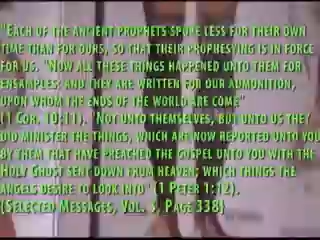 "Each of the ancient prophets spoke less for their own
time than for ours, so that their prophesying is in force
for us. "Now all these things happened unto them for
ensamples: and they are written for our admonition,
upon whom the ends of the world are come"
(1 Cor. 10:11). "Not unto themselves, but unto us they
did minister the things, which are now reported unto you
by them that have preached the gospel unto you with the
Holy Ghost sent down from heaven; which things the
angels desire to look into" (1 Peter 1:12).
(Selected Messages, Vol. 3, Page 338)